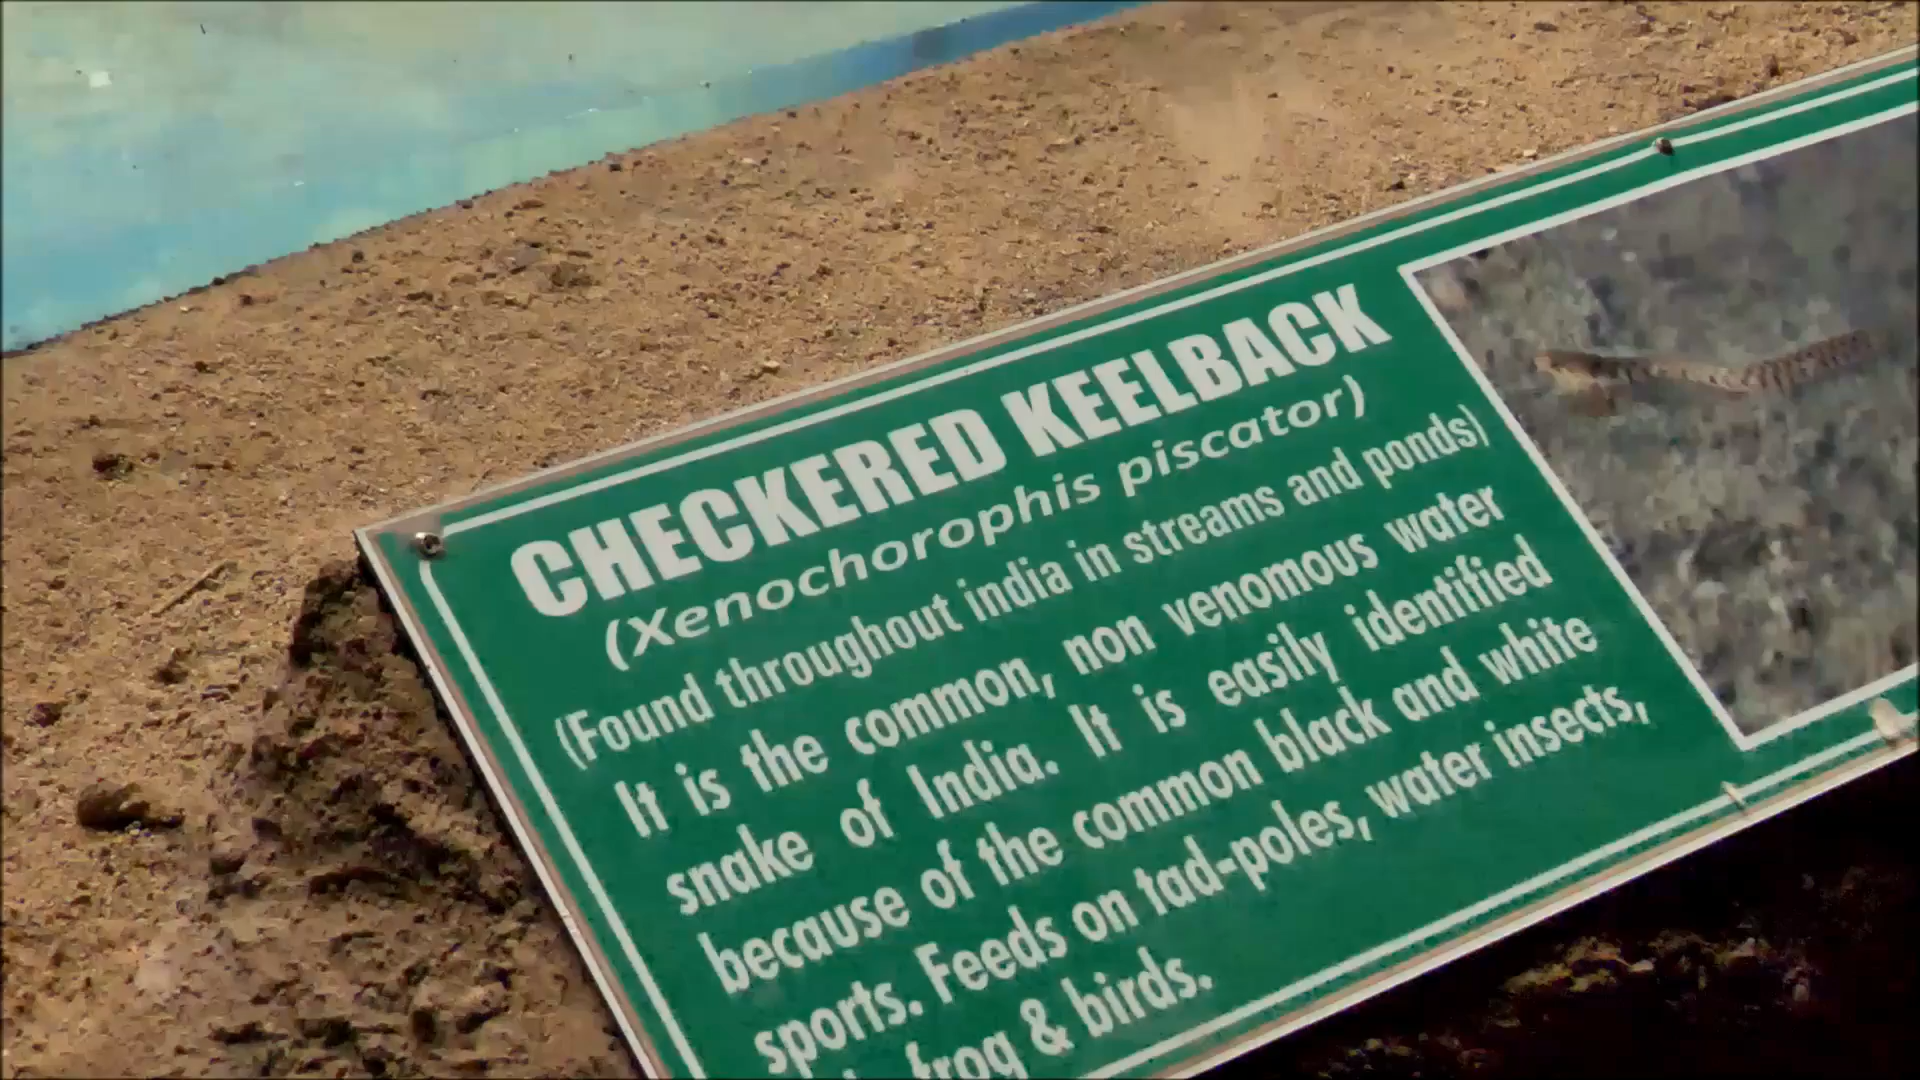 CHECKERED KEELBACK
(Xenochorophis piscator)
(Found throughout india in streams and ponds)
It is the common, non venomous water
snake of India. It is easily identified
because of the common black and white
sports. Feeds on tad-poles, water insects,
frog & birds.